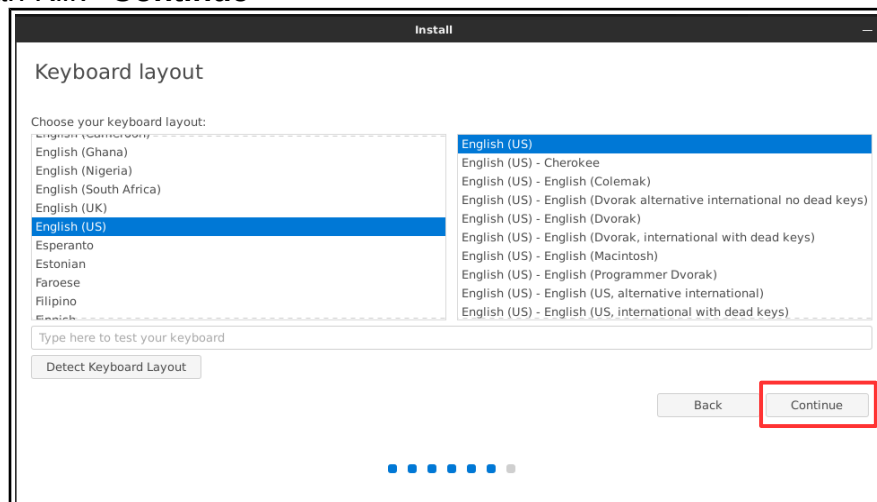 Continue
Install
Keyboard layout
Choose your keyboard layout:
English (Cameroon)
English (Ghana)
English (Nigeria)
English (South Africa)
English (UK)
English (US)
Esperanto
Estonian
Faroese
Filipino
Finnish
English (US)
English (US) - Cherokee
English (US) - English (Colemak)
English (US) - English (Dvorak alternative international no dead keys)
English (US) - English (Dvorak)
English (US) - English (Dvorak, international with dead keys)
English (US) - English (Macintosh)
English (US) - English (Programmer Dvorak)
English (US) - English (US, alternative international)
English (US) - English (US, international with dead keys)
Type here to test your keyboard
Detect Keyboard Layout
Back
Continue